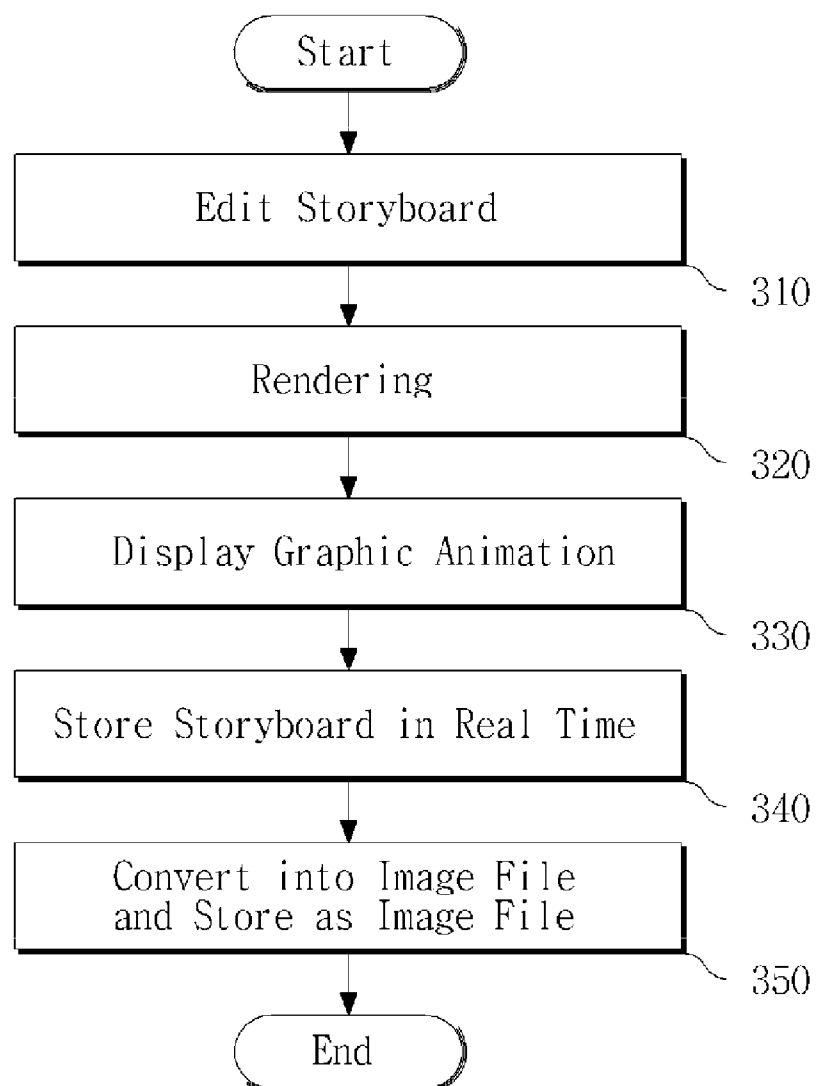 Start
Edit Storyboard
310
Rendering
320
Display Graphic Animation
330
Store Storyboard in Real Time
340
Convert into Image File
and Store as Image File
350
End